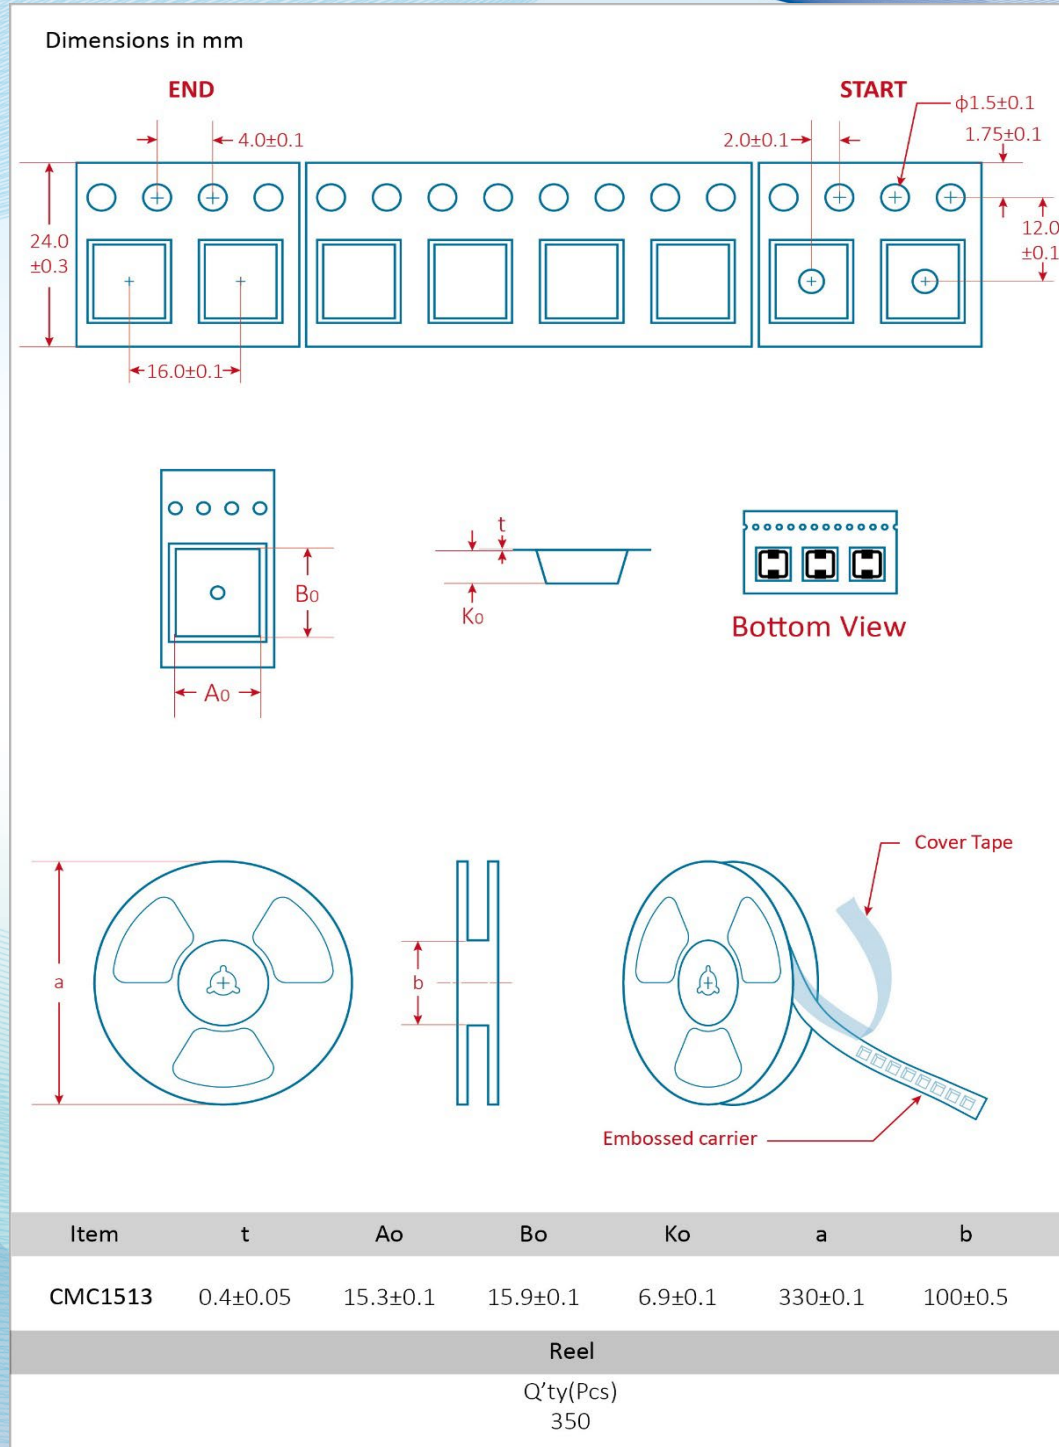 Dimensions in mm
END
START
4.0±0.1
2.0±0.1
ϕ1.5±0.1
1.75±0.1
24.0
±0.3
12.0
±0.1
16.0±0.1
t
B0
K0
A0
Bottom View
Cover Tape
a
b
Embossed carrier
Item t Ao Bo Ko a b
CMC1513 0.4±0.05 15.3±0.1 15.9±0.1 6.9±0.1 330±0.1 100±0.5
Reel
Q’ty(Pcs)
350